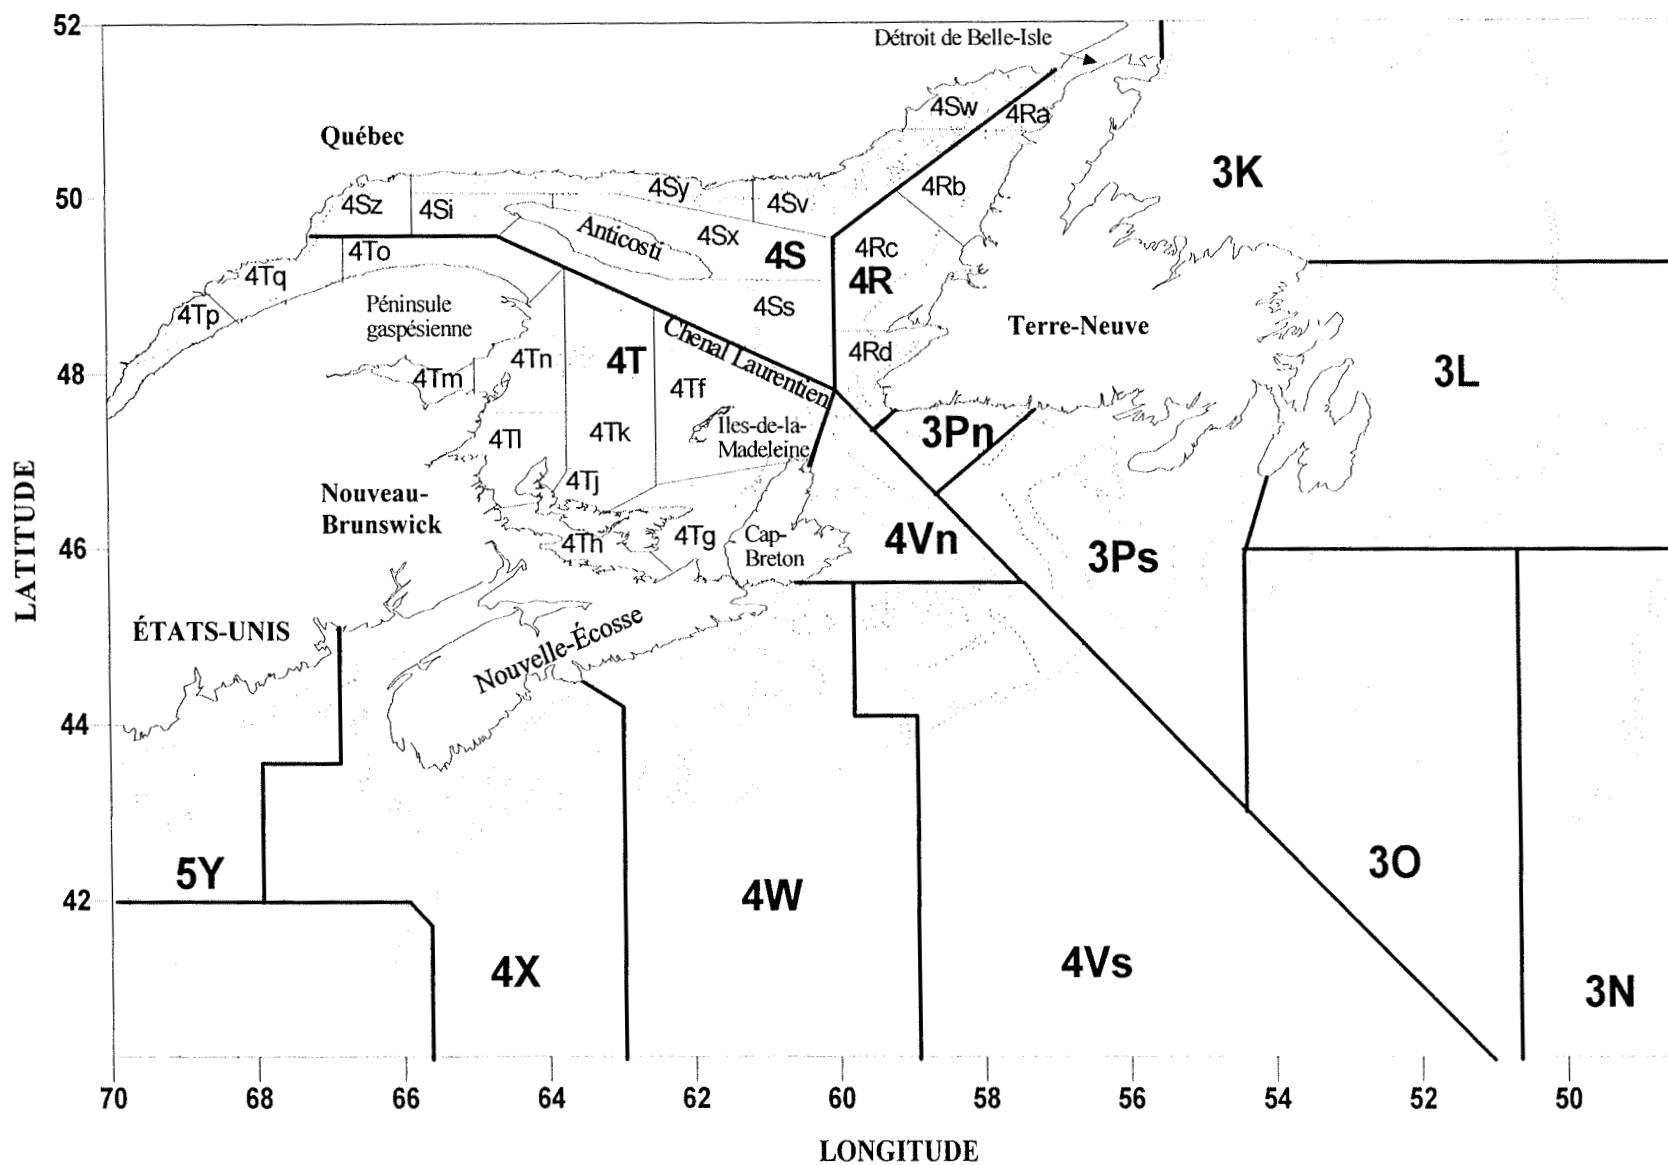 52
Détroit de Belle-Isle
4Sw
4Ra
Québec
3K
50
4Sz
4Si
4Sy
4Sv
4Rb
4To
Anticosti
4Sx
4S
4Rc
4R
4Tq
4Tp
Péninsule
gaspésienne
4Ss
Terre-Neuve
Chenal Laurentien
48
4Tn
4T
4Rd
3L
4Tm
4Tf
4Tl
4Tk
Îles-de-la-
Madeleine
3Pn
4Tj
Nouveau-
Brunswick
LATITUDE
46
4Th
4Tg
Cap-
Breton
4Vn
3Ps
ÉTATS-UNIS
Nouvelle-Écosse
44
5Y
42
4W
3O
4X
4Vs
3N
70 68 66 64 62 60 58 56 54 52 50
LONGITUDE